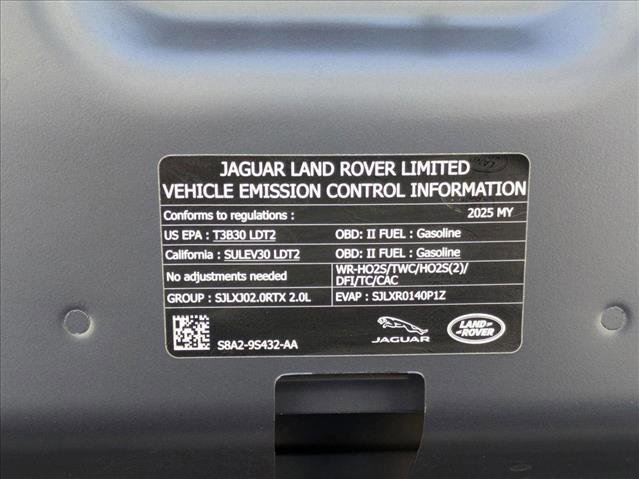 JAGUAR LAND ROVER LIMITED
VEHICLE EMISSION CONTROL INFORMATION
Conforms to regulations : 2025 MY
US EPA : T3B30 LDT2 OBD: II FUEL : Gasoline
California : SULEV30 LDT2 OBD: II FUEL : Gasoline
No adjustments needed
WR-HO2S/TWC/HO2S(2)/
DFI/TC/CAC
GROUP : SJLXJ02.0RTX 2.0L EVAP : SJLXR0140P1Z
S8A2-9S432-AA
JAGUAR
LAND
ROVER